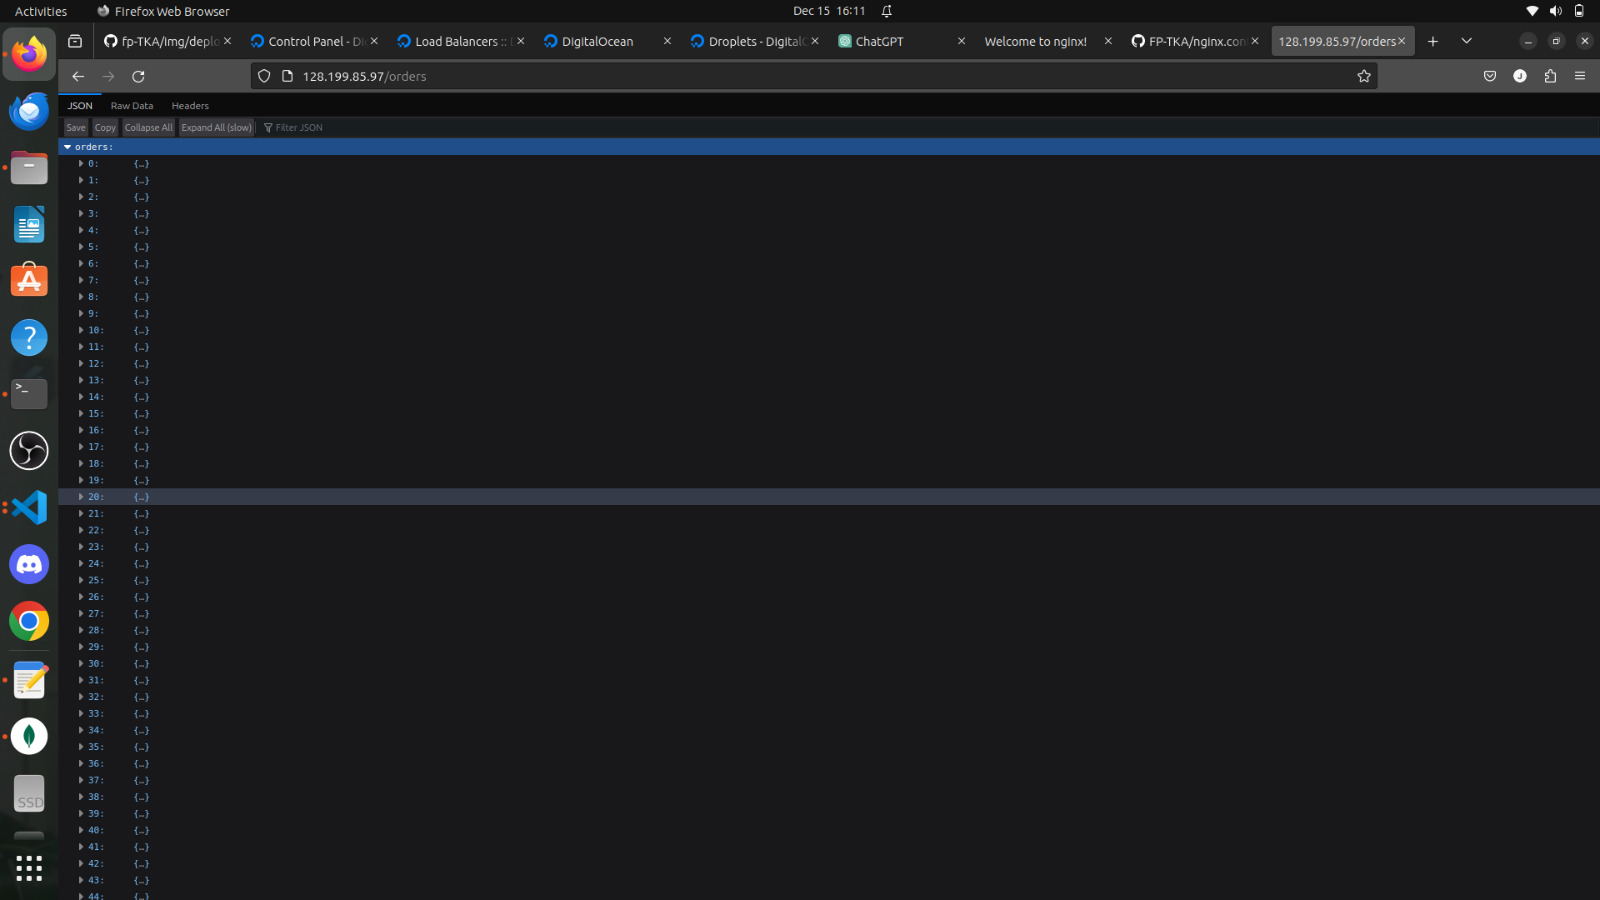 Activities
Firefox Web Browser
Dec 15 16:11
fp-TKA/img/deplo
Control Panel - Di
Load Balancers :: 
DigitalOcean
Droplets - DigitalO
ChatGPT
Welcome to nginx!
FP-TKA/nginx.con
128.199.85.97/orders
128.199.85.97/orders
JSON
Raw Data
Headers
Save
Copy
Collapse All
Expand All (slow)
Filter JSON
orders:
0: {…}
1: {…}
2: {…}
3: {…}
4: {…}
5: {…}
6: {…}
7: {…}
8: {…}
9: {…}
10: {…}
11: {…}
12: {…}
13: {…}
14: {…}
15: {…}
16: {…}
17: {…}
18: {…}
19: {…}
20: {…}
21: {…}
22: {…}
23: {…}
24: {…}
25: {…}
26: {…}
27: {…}
28: {…}
29: {…}
30: {…}
31: {…}
32: {…}
33: {…}
34: {…}
35: {…}
36: {…}
37: {…}
38: {…}
39: {…}
40: {…}
41: {…}
42: {…}
43: {…}
44: {…}
J
SSD